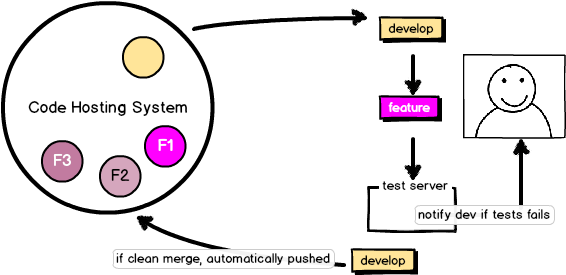 develop
Code Hosting System
feature
F1
F3
F2
test server
notify dev if tests fails
if clean merge, automatically pushed
develop